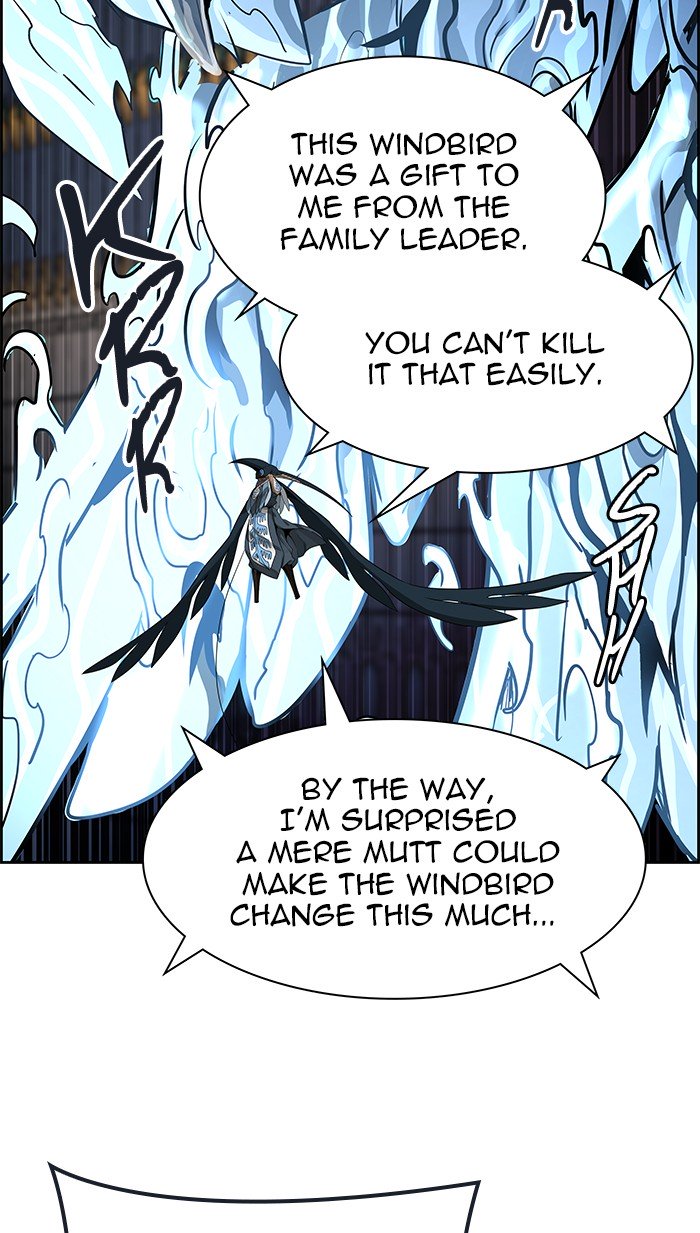 THIS WINDBIRD
WAS A GIFT TO
ME FROM THE
FAMILY LEADER.
YOU CAN'T KILL
IT THAT EASILY.
KRRR
SHH
BY THE WAY,
I'M SURPRISED
A MERE MUTT COULD
MAKE THE WINDBIRD
CHANGE THIS MUCH...